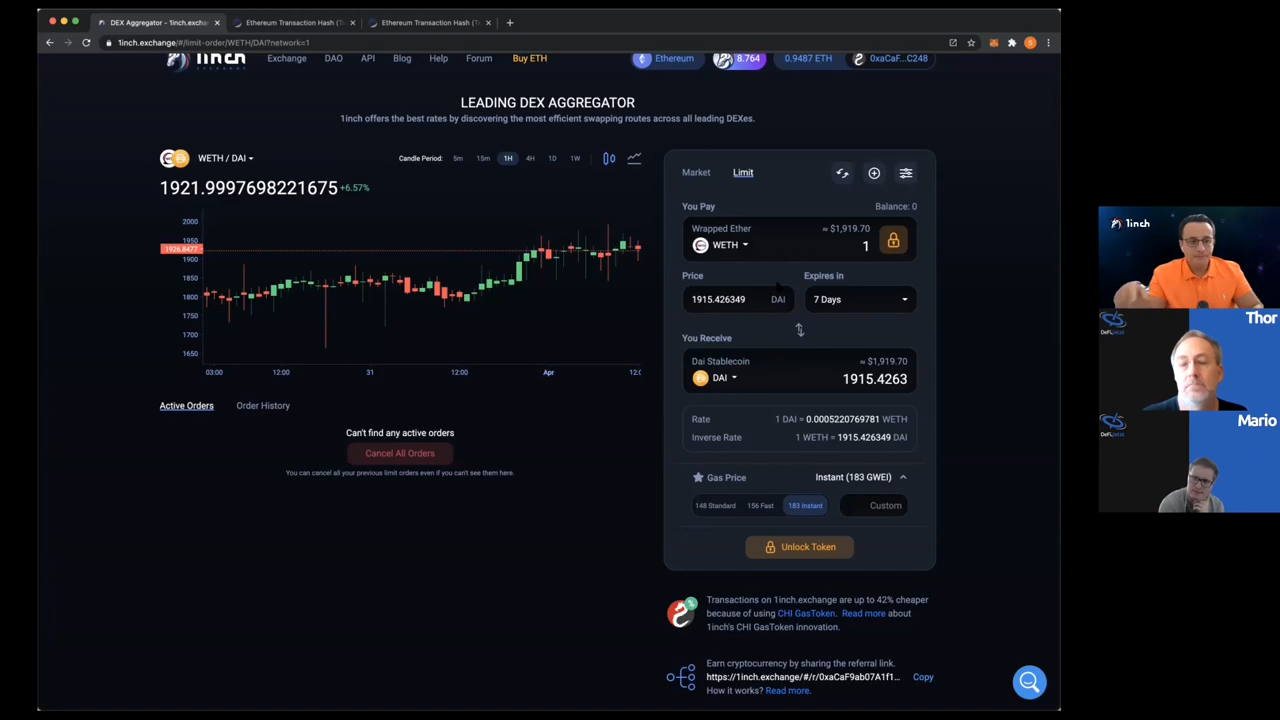 DEX Aggregator - 1inch.exchan
Ethereum Transaction Hash (T
Ethereum Transaction Hash (T
1inch.exchange/#/limit-order/WETH/DAI?network=1
1inch
EXCHANGE
Exchange DAO API Blog Help Forum Buy ETH
Ethereum 8.764 0.9487 ETH 0xaCaF...C248
LEADING DEX AGGREGATOR
1inch offers the best rates by discovering the most efficient swapping routes across all leading DEXes.
WETH / DAI
Candle Period: 5m 15m 1H 4H 1D 1W
1921.9997698221675 +6.57%
2000
1950
1926.8477
1900
1850
1800
1750
1700
1650
03:00 12:00 31 12:00 Apr 12:0
Active Orders Order History
Can't find any active orders
Cancel All Orders
You can cancel all your previous limit orders even if you can't see them here.
Market Limit
You Pay Balance: 0
Wrapped Ether ≈ $1,919.70
WETH 1
Price Expires in
1915.426349 DAI 7 Days
You Receive
Dai Stablecoin ≈ $1,919.70
DAI 1915.4263
Rate 1 DAI = 0.0005220769781 WETH
Inverse Rate 1 WETH = 1915.426349 DAI
Gas Price Instant (183 GWEI)
148 Standard 156 Fast 183 Instant Custom
Unlock Token
Transactions on 1inch.exchange are up to 42% cheaper
because of using CHI GasToken. Read more about
1inch's CHI GasToken innovation.
Earn cryptocurrency by sharing the referral link.
https://1inch.exchange/#/r/0xaCaF9ab07A1f1... Copy
How it works? Read more.
1inch
Thor
Mario